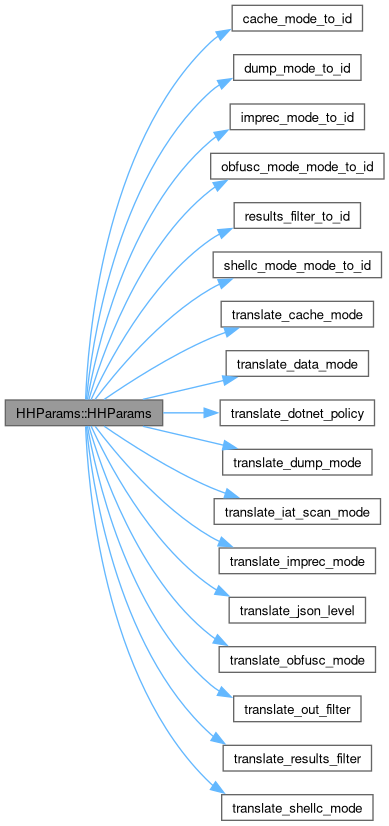 cache_mode_to_id
dump_mode_to_id
imprec_mode_to_id
obfusc_mode_mode_to_id
results_filter_to_id
shellc_mode_mode_to_id
translate_cache_mode
translate_data_mode
HHParams::HHParams
translate_dotnet_policy
translate_dump_mode
translate_iat_scan_mode
translate_imprec_mode
translate_json_level
translate_obfusc_mode
translate_out_filter
translate_results_filter
translate_shellc_mode